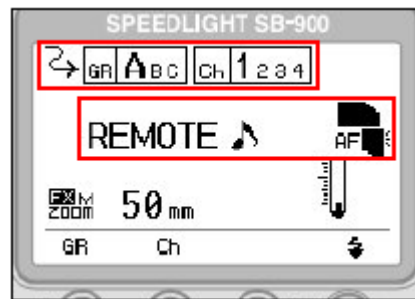 SPEEDLIGHT SB-900
GR A B C Ch 1 2 3 4
REMOTE ♪ AF
FX M
ZOOM 50 mm
GR Ch